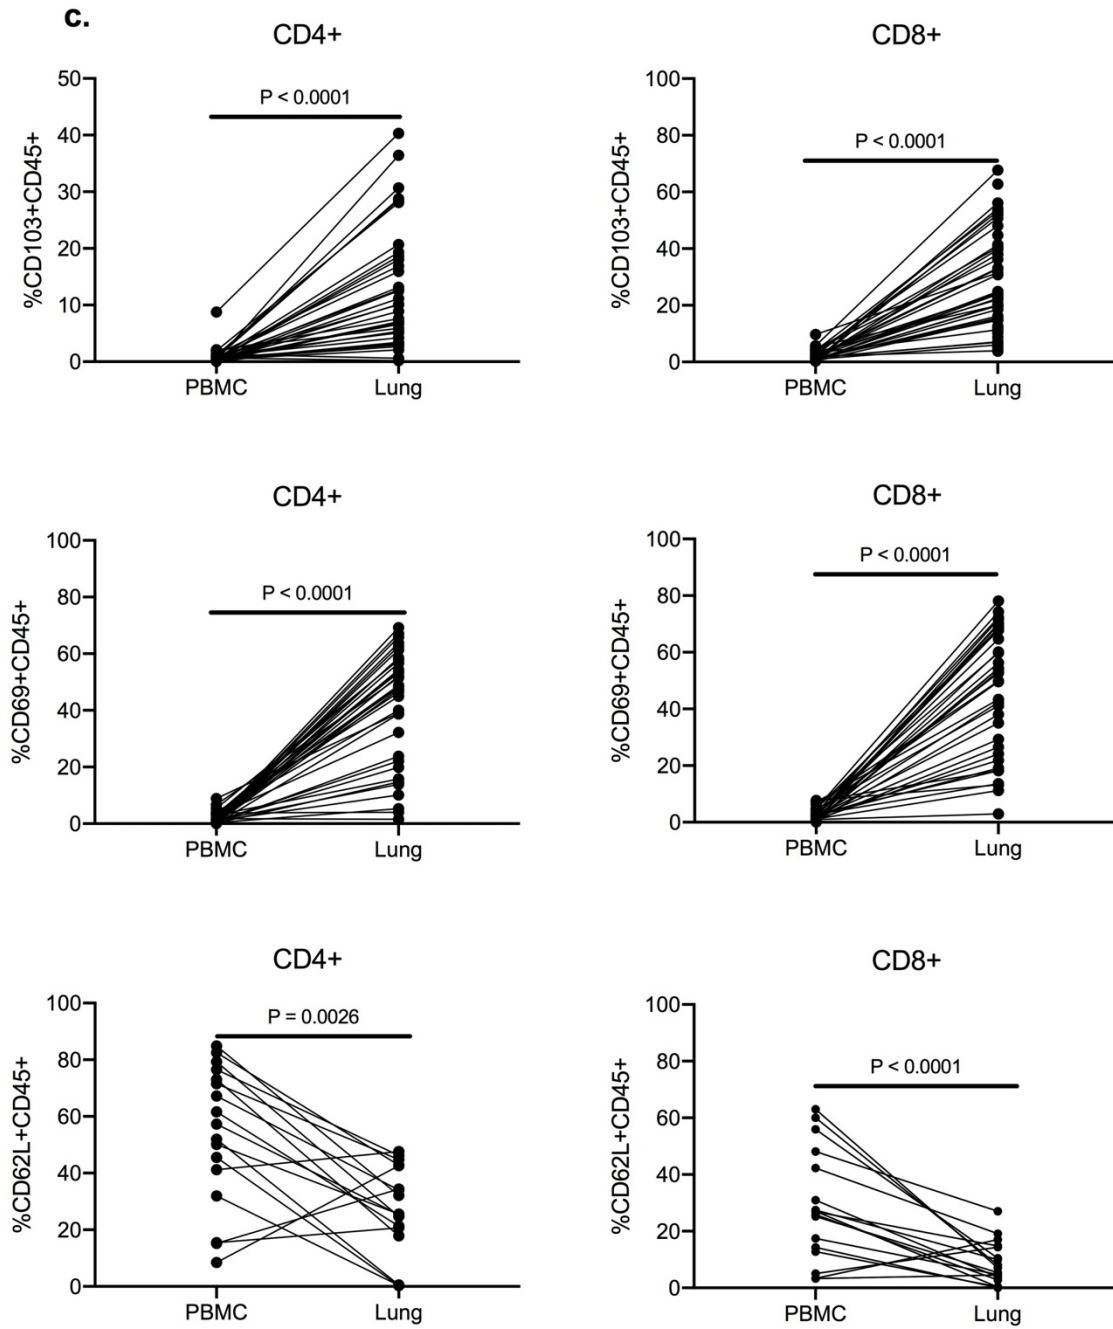 c.
CD4+
%CD103+CD45+
50
40
30
20
10
0
P < 0.0001
PBMC Lung
CD8+
%CD103+CD45+
100
80
60
40
20
0
P < 0.0001
PBMC Lung
CD4+
%CD69+CD45+
100
80
60
40
20
0
P < 0.0001
PBMC Lung
CD8+
%CD69+CD45+
100
80
60
40
20
0
P < 0.0001
PBMC Lung
CD4+
%CD62L+CD45+
100
80
60
40
20
0
P = 0.0026
PBMC Lung
CD8+
%CD62L+CD45+
100
80
60
40
20
0
P < 0.0001
PBMC Lung